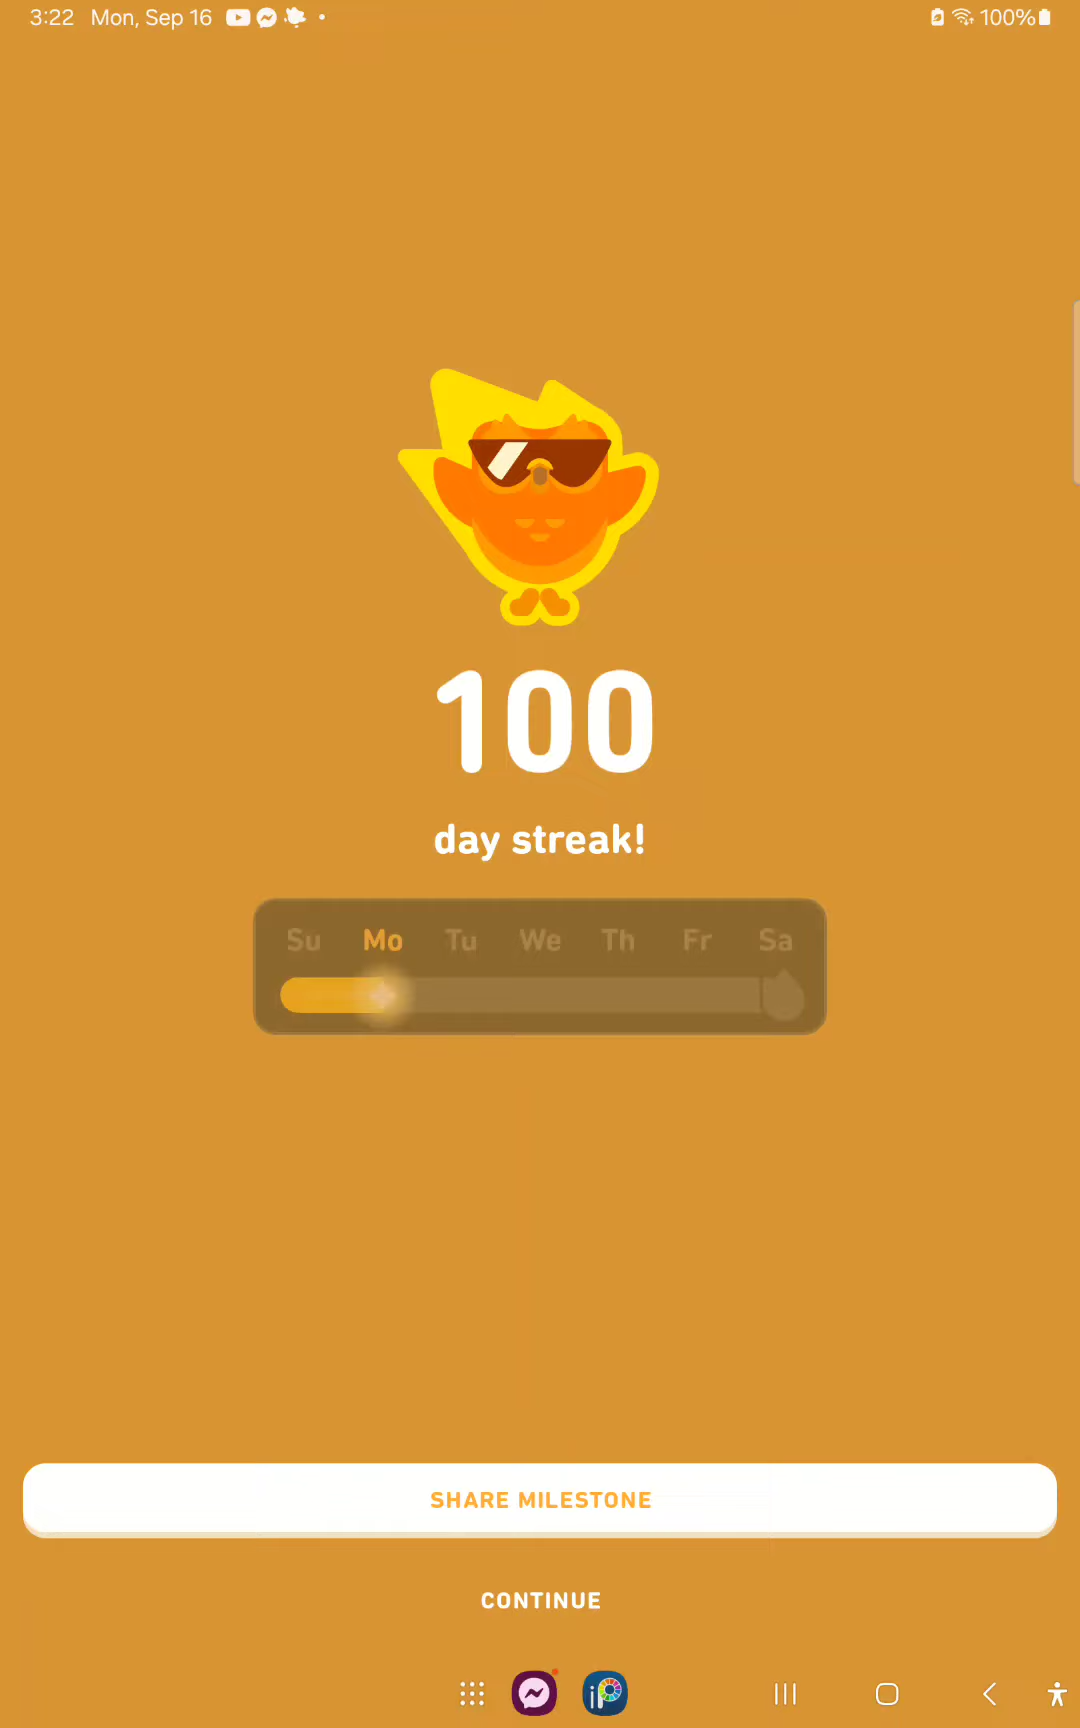 3:22 Mon, Sep 16 100%
100
day streak!
Su Mo Tu We Th Fr Sa
SHARE MILESTONE
CONTINUE